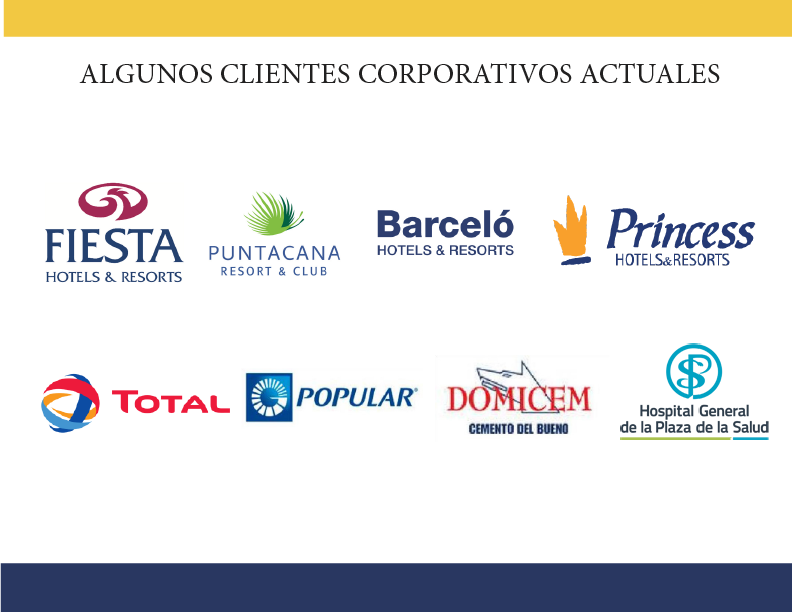 ALGUNOS CLIENTES CORPORATIVOS ACTUALES
FIESTA
HOTELS & RESORTS
PUNTACANA
RESORT & CLUB
Barceló
HOTELS & RESORTS
Princess
HOTELS&RESORTS
TOTAL
POPULAR®
DOMICEM
CEMENTO DEL BUENO
SP
Hospital General
de la Plaza de la Salud